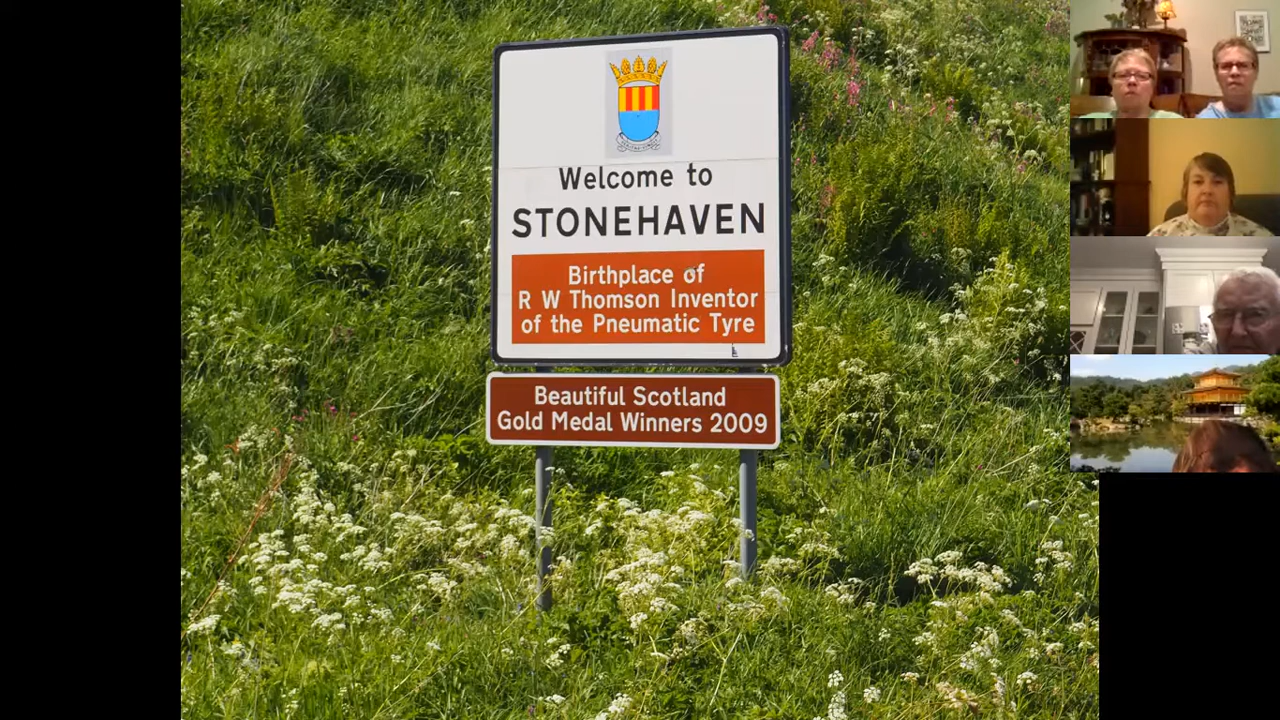 Welcome to
STONEHAVEN
Birthplace of
R W Thomson Inventor
of the Pneumatic Tyre
Beautiful Scotland
Gold Medal Winners 2009